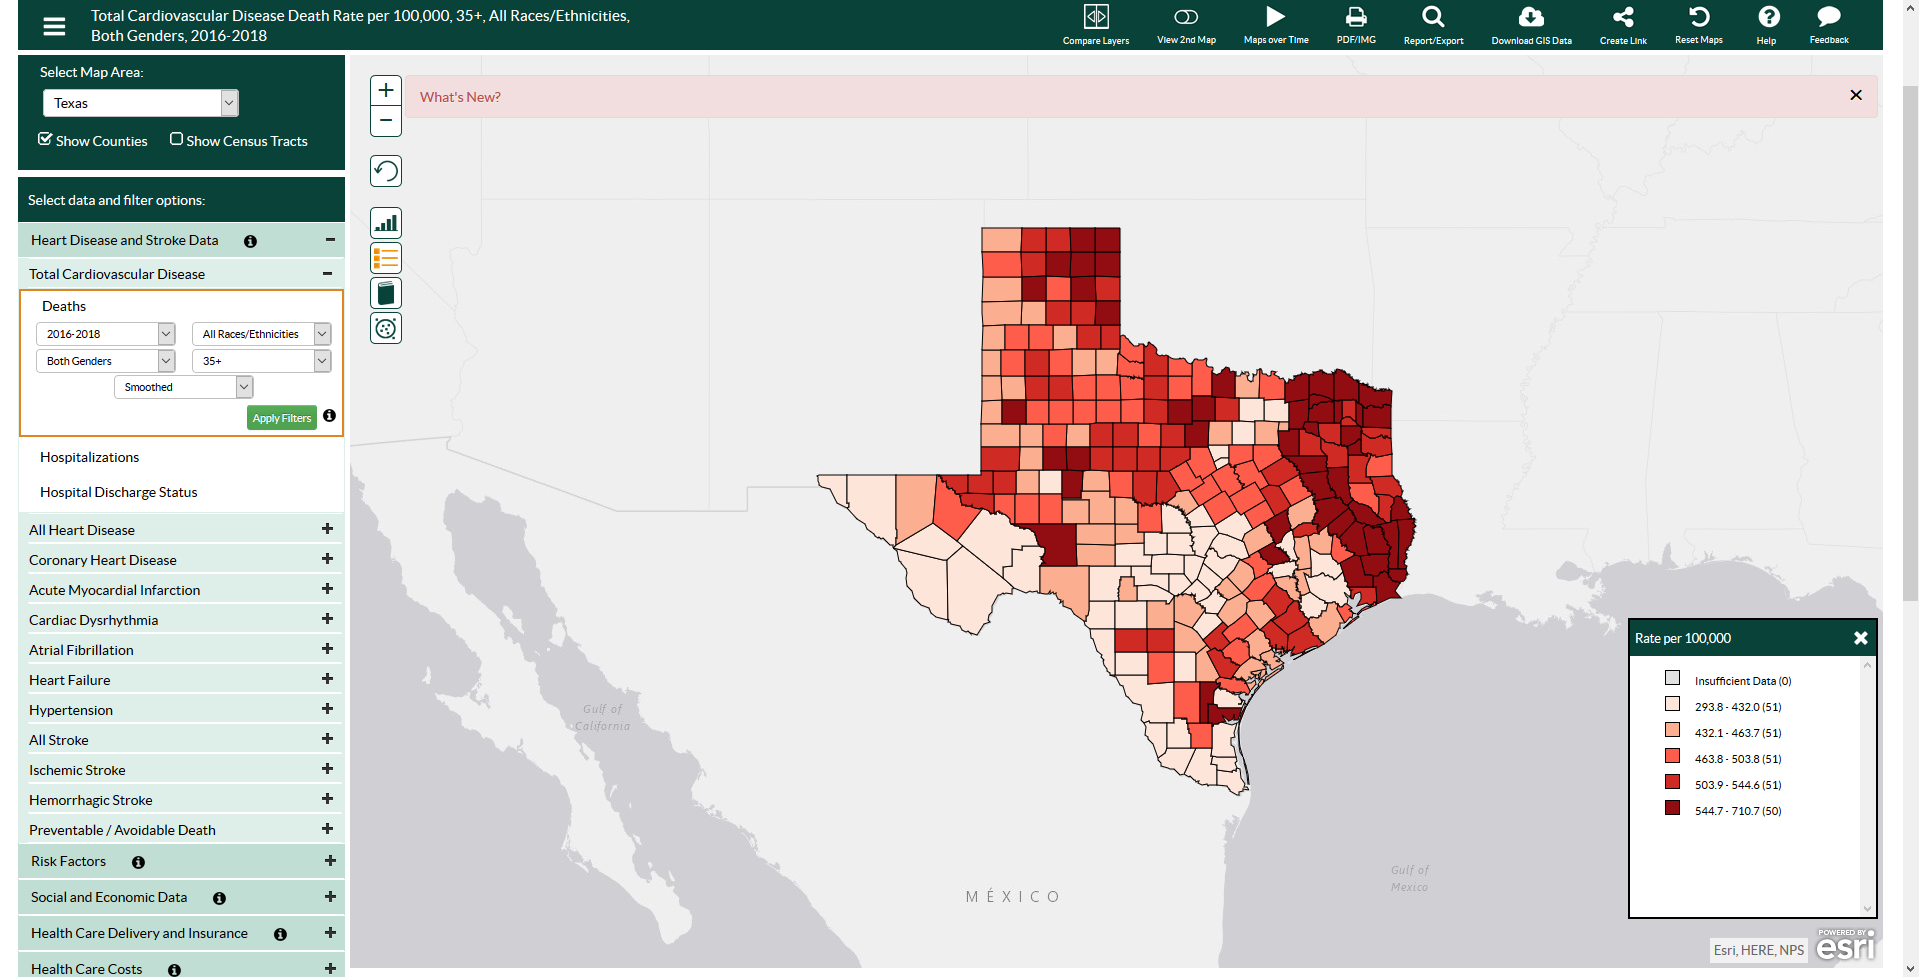 Total Cardiovascular Disease Death Rate per 100,000, 35+, All Races/Ethnicities,
Both Genders, 2016-2018
Compare Layers
View 2nd Map
Maps over Time
PDF/IMG
Report/Export
Download GIS Data
Create Link
Reset Maps
Help
Feedback
Select Map Area:
Texas
Show Counties
Show Census Tracts
Select data and filter options:
Heart Disease and Stroke Data
Total Cardiovascular Disease
Deaths
2016-2018
All Races/Ethnicities
Both Genders
35+
Smoothed
Apply Filters
Hospitalizations
Hospital Discharge Status
All Heart Disease
Coronary Heart Disease
Acute Myocardial Infarction
Cardiac Dysrhythmia
Atrial Fibrillation
Heart Failure
Hypertension
All Stroke
Ischemic Stroke
Hemorrhagic Stroke
Preventable / Avoidable Death
Risk Factors
Social and Economic Data
Health Care Delivery and Insurance
Health Care Costs
What's New?
Gulf of
California
MÉXICO
Gulf of
Mexico
Rate per 100,000
Insufficient Data (0)
293.8 - 432.0 (51)
432.1 - 463.7 (51)
463.8 - 503.8 (51)
503.9 - 544.6 (51)
544.7 - 710.7 (50)
Esri, HERE, NPS
POWERED BY
esri